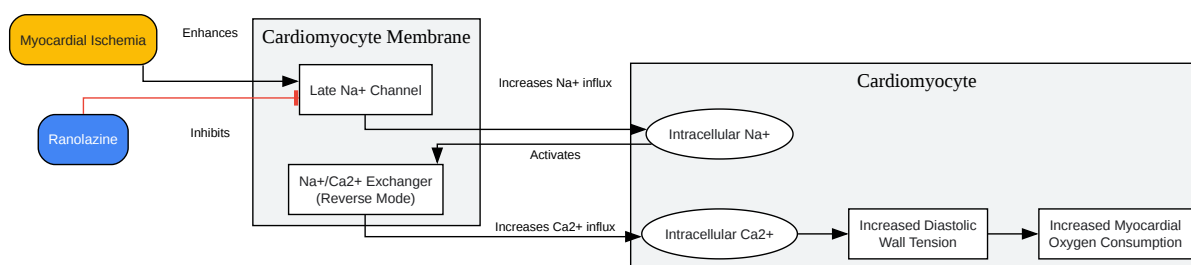 Myocardial Ischemia
Enhances
Cardiomyocyte Membrane
Late Na+ Channel
Increases Na+ influx
Cardiomyocyte
Ranolazine
Inhibits
Intracellular Na+
Activates
Na+/Ca2+ Exchanger
(Reverse Mode)
Increases Ca2+ influx
Intracellular Ca2+
Increased Diastolic
Wall Tension
Increased Myocardial
Oxygen Consumption